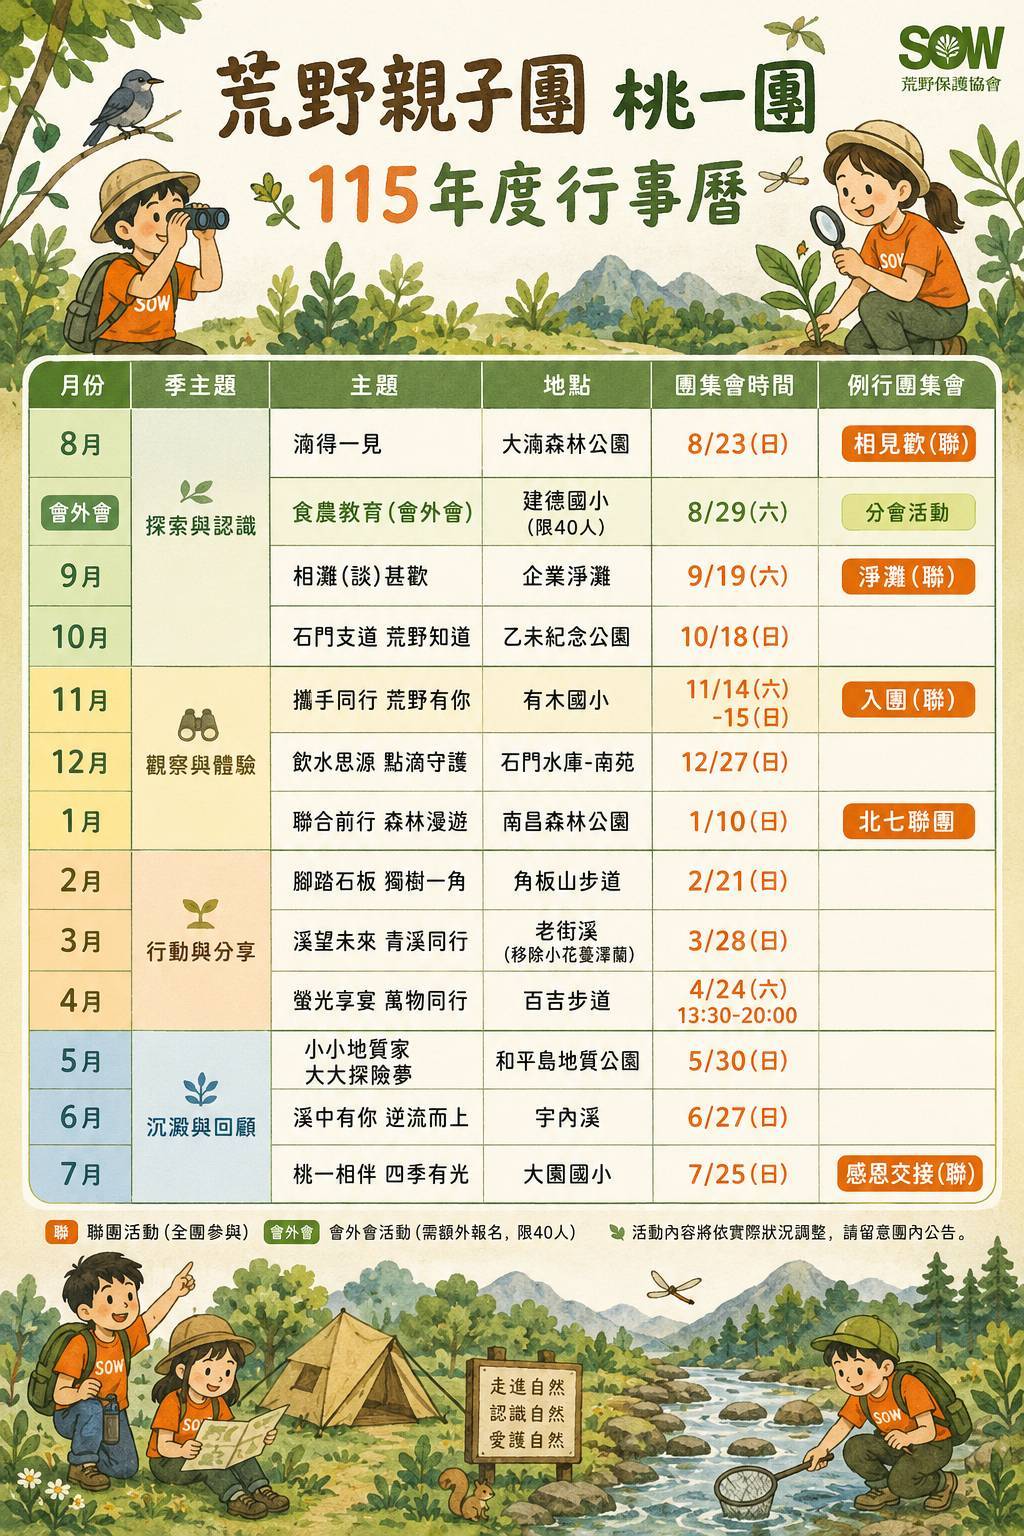 荒野親子團 桃一團
SOW
荒野保護協會
115年度行事曆
SOW
SOW
月份 季主題 主題 地點 團集會時間 例行團集會
8月 湳得一見 大湳森林公園 8/23(日) 相見歡(聯)
探索與認識
會外會 食農教育(會外會) 建德國小 8/29(六) 分會活動
(限40人)
9月 相灘(談)甚歡 企業淨灘 9/19(六) 淨灘(聯)
10月 石門支道 荒野知道 乙未紀念公園 10/18(日)
11月 攜手同行 荒野有你 有木國小 11/14(六) 入團(聯)
-15(日)
觀察與體驗
12月 飲水思源 點滴守護 石門水庫-南苑 12/27(日)
1月 聯合前行 森林漫遊 南昌森林公園 1/10(日) 北七聯團
2月 腳踏石板 獨樹一角 角板山步道 2/21(日)
行動與分享
3月 溪望未來 青溪同行 老街溪 3/28(日)
(移除小花蔓澤蘭)
4月 螢光享宴 萬物同行 百吉步道 4/24(六)
13:30-20:00
5月 小小地質家 和平島地質公園 5/30(日)
大大探險夢
沉澱與回顧
6月 溪中有你 逆流而上 宇內溪 6/27(日)
7月 桃一相伴 四季有光 大園國小 7/25(日) 感恩交接(聯)
聯 聯團活動(全團參與) 會外會 會外會活動(需額外報名，限40人) 活動內容將依實際狀況調整，請留意團內公告。
SOW
SO
走進自然
認識自然
愛護自然
SOW